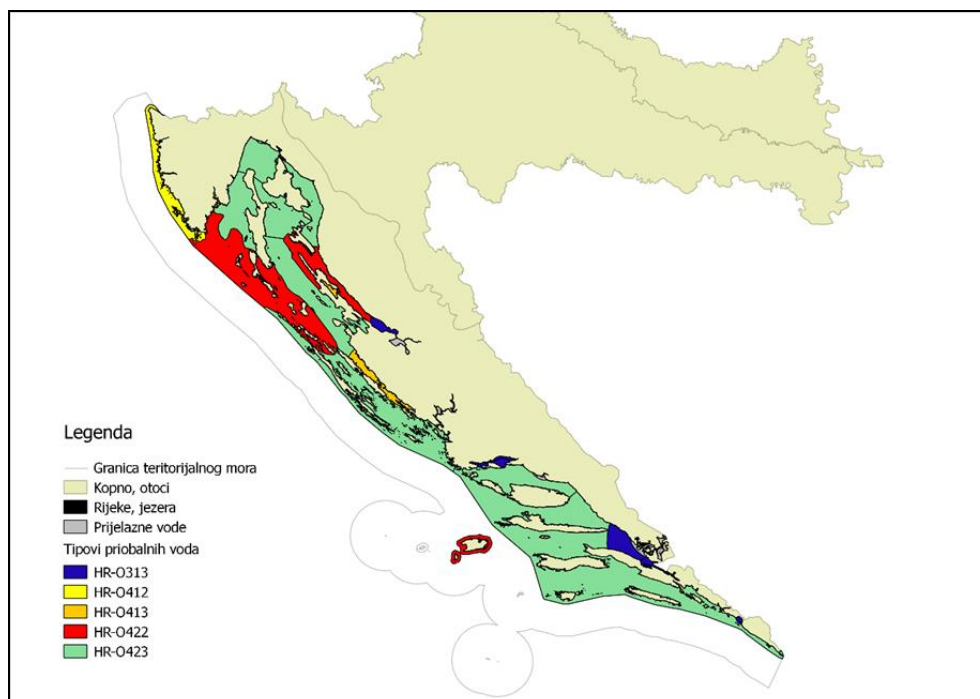 Legenda
Granica teritorijalnog mora
Kopno, otoci
Rijeke, jezera
Prijelazne vode
Tipovi priobalnih voda
HR-O313
HR-O412
HR-O413
HR-O422
HR-O423